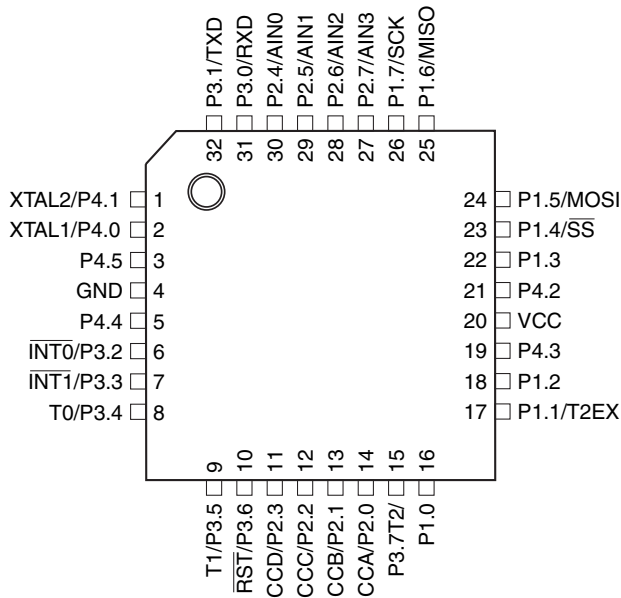 P3.1/TXD
P3.0/RXD
P2.4/AIN0
P2.5/AIN1
P2.6/AIN2
P2.7/AIN3
P1.7/SCK
P1.6/MISO
32
31
30
29
28
27
26
25
XTAL2/P4.1 1
XTAL1/P4.0 2
P4.5 3
GND 4
P4.4 5
INT0/P3.2 6
INT1/P3.3 7
T0/P3.4 8
24 P1.5/MOSI
23 P1.4/SS
22 P1.3
21 P4.2
20 VCC
19 P4.3
18 P1.2
17 P1.1/T2EX
9
10
11
12
13
14
15
16
T1/P3.5
RST/P3.6
CCD/P2.3
CCC/P2.2
CCB/P2.1
CCA/P2.0
P3.7T2/
P1.0